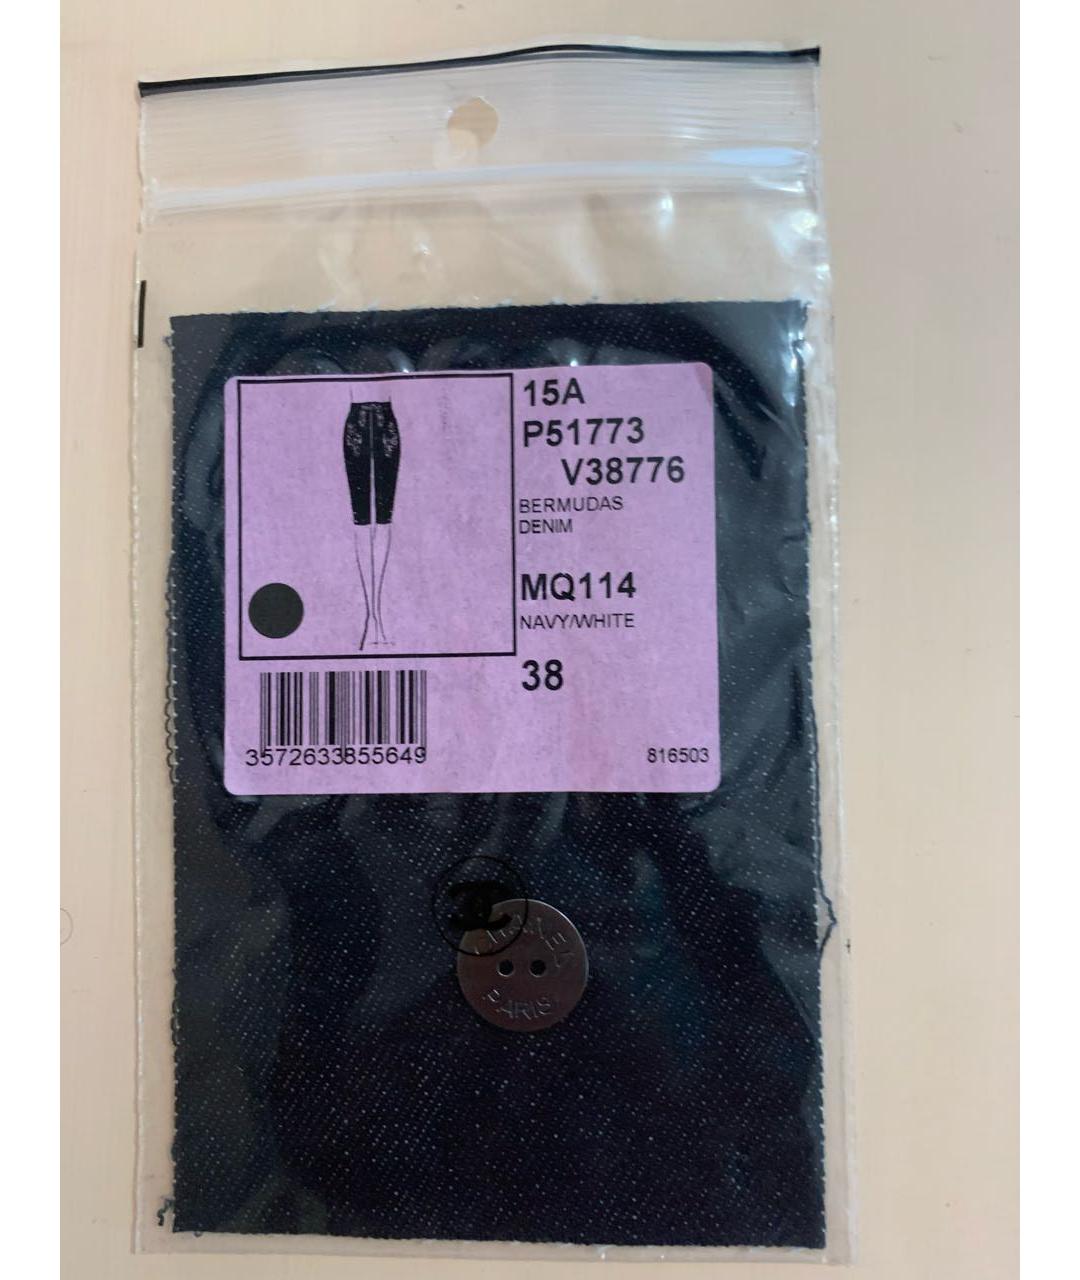 15A
P51773
V38776
BERMUDAS
DENIM
MQ114
NAVY/WHITE
38
3572633855649
816503
CHANEL
PARIS